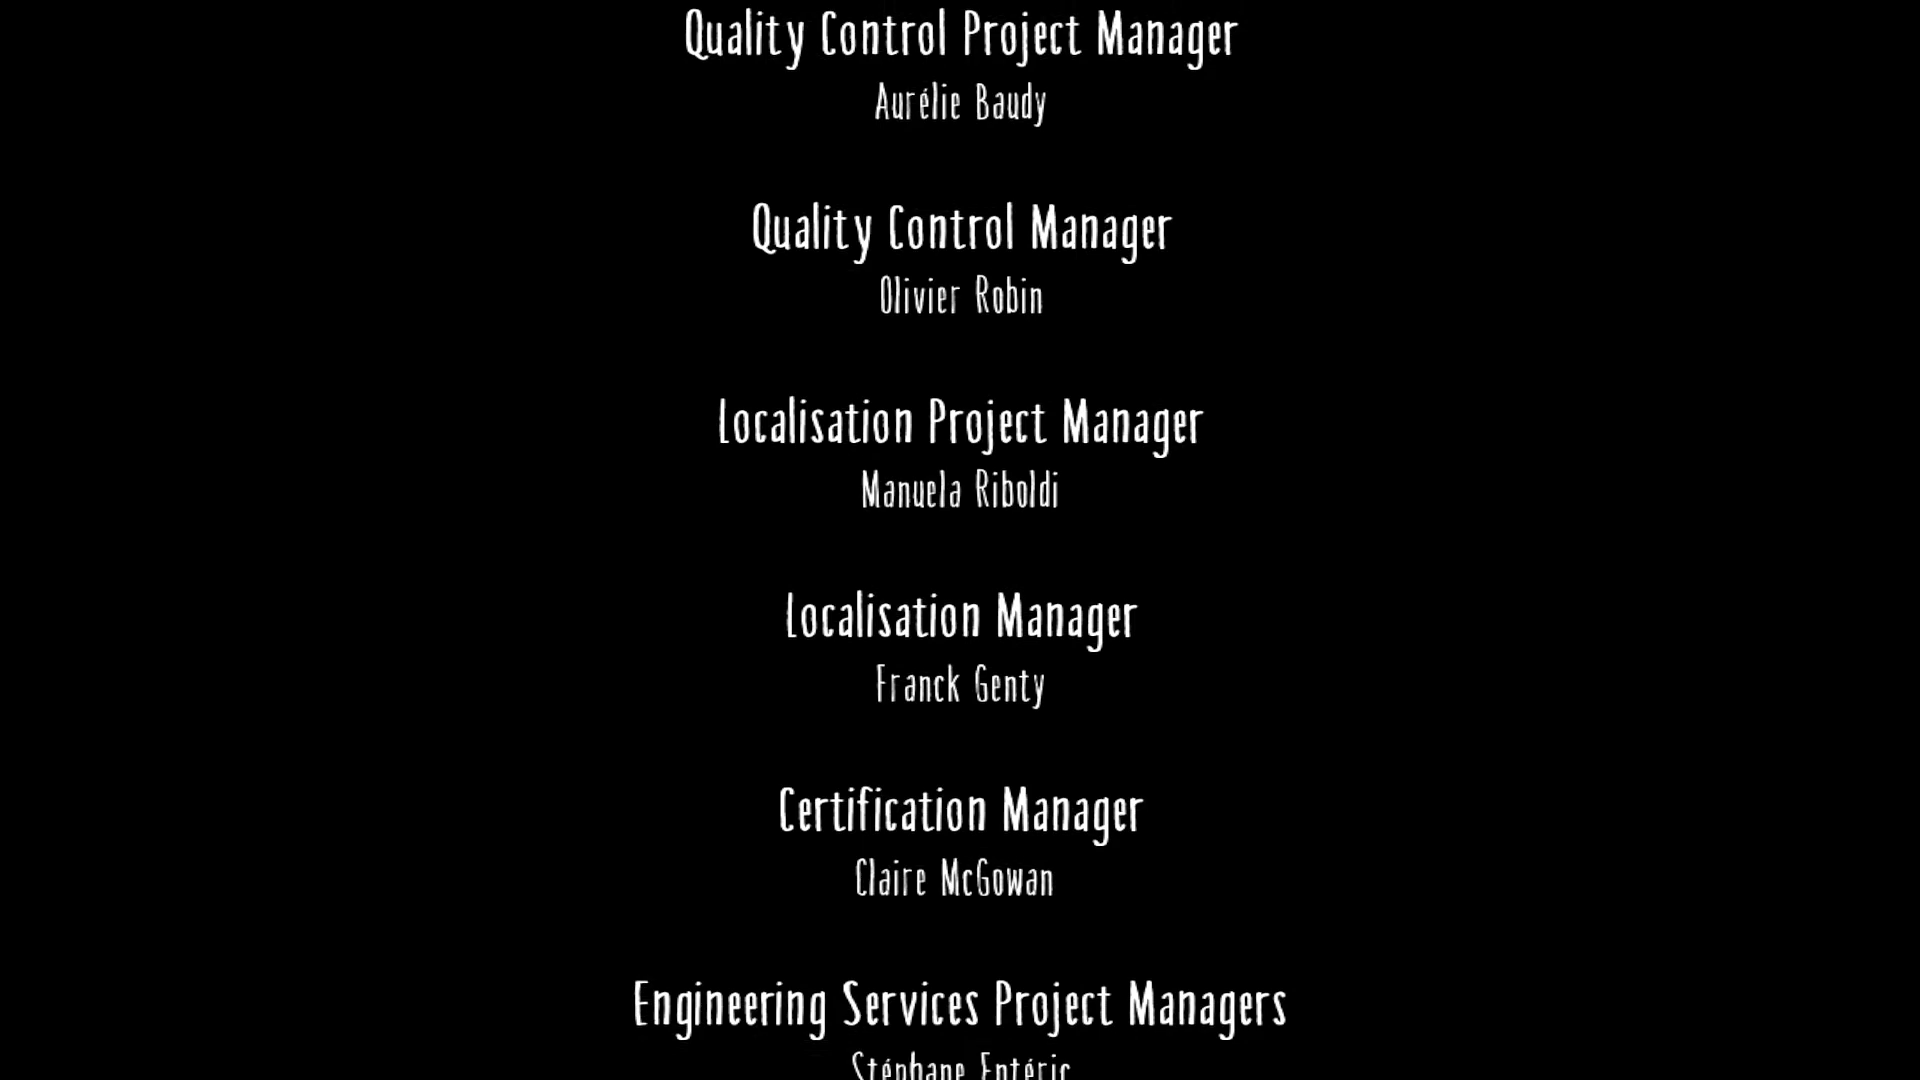 Quality Control Project Manager
Aurélie Baudy
Quality Control Manager
Olivier Robin
Localisation Project Manager
Manuela Riboldi
Localisation Manager
Franck Genty
Certification Manager
Claire McGowan
Engineering Services Project Managers
Stéphane Entéric